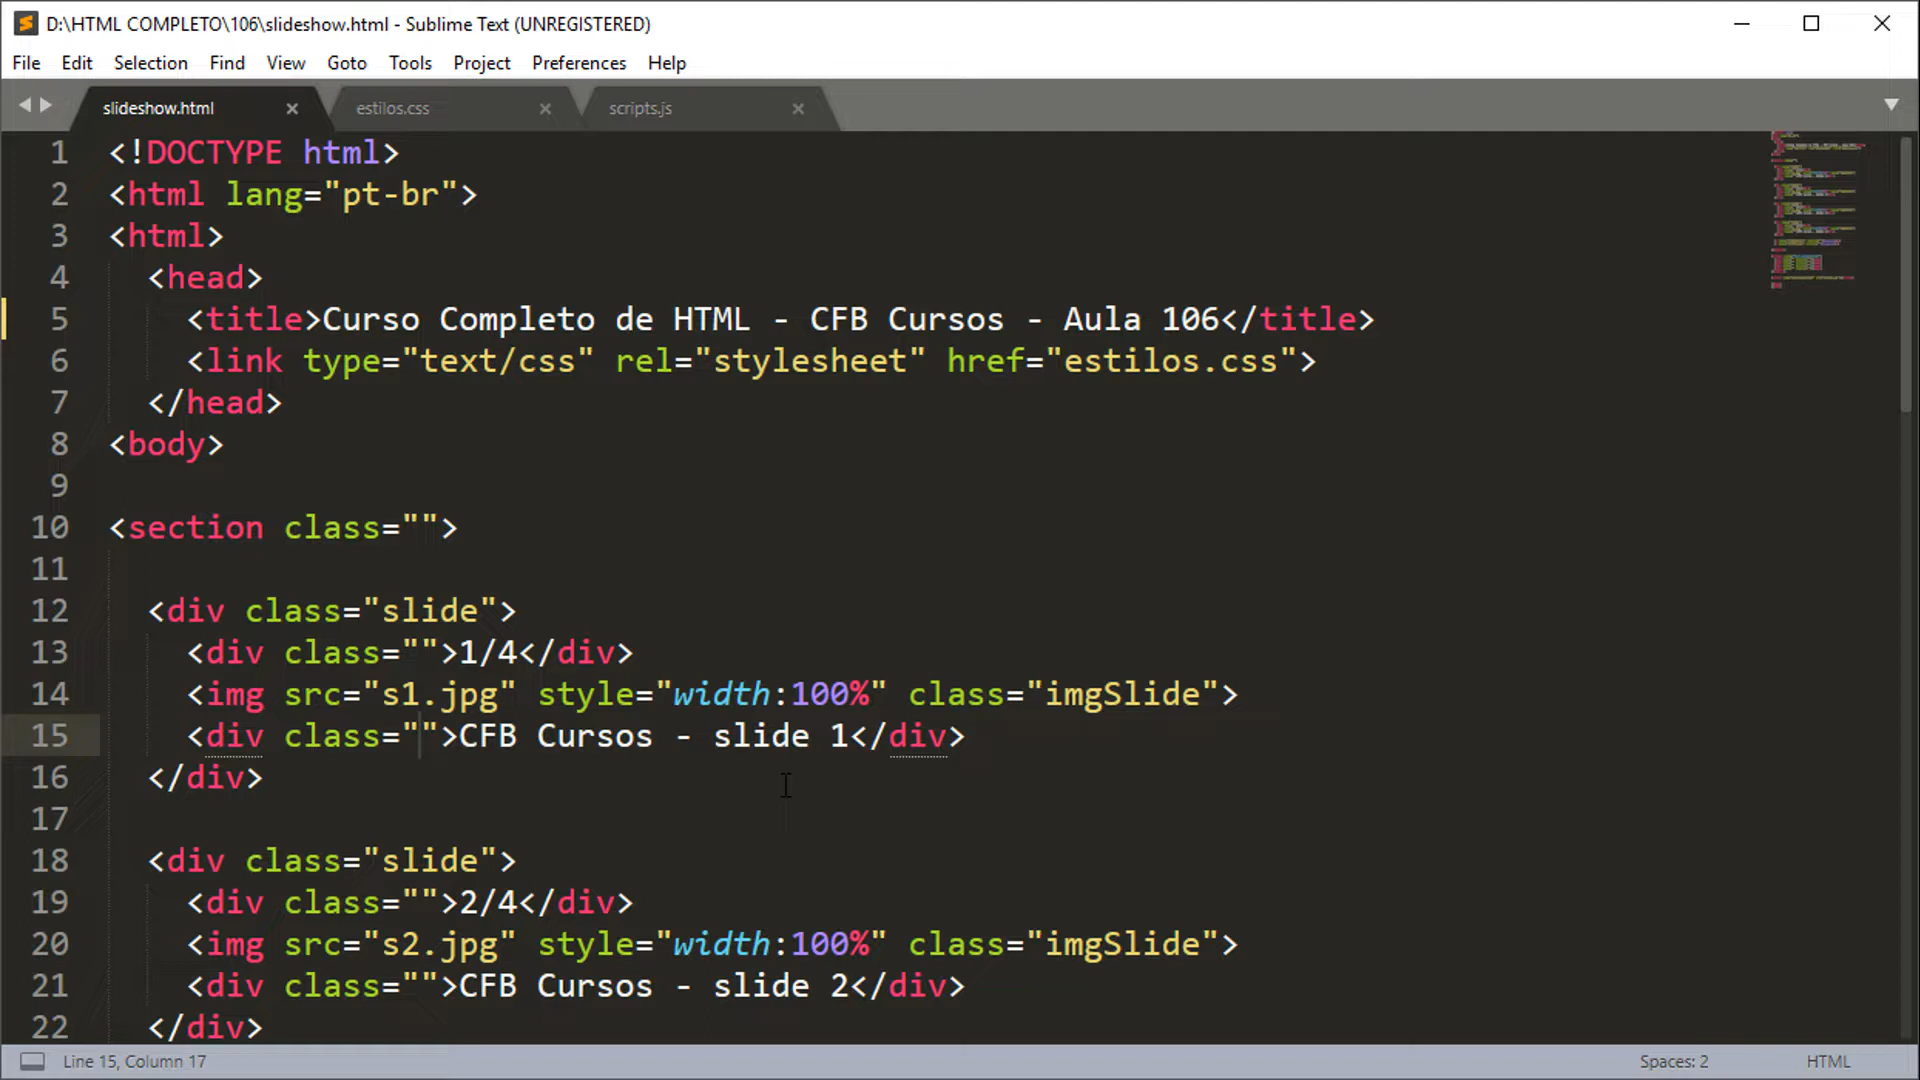 D:\HTML COMPLETO\106\slideshow.html - Sublime Text (UNREGISTERED)
File Edit Selection Find View Goto Tools Project Preferences Help
slideshow.html × estilos.css × scripts.js ×
1 <!DOCTYPE html>
2 <html lang="pt-br">
3 <html>
4 <head>
5 <title>Curso Completo de HTML - CFB Cursos - Aula 106</title>
6 <link type="text/css" rel="stylesheet" href="estilos.css">
7 </head>
8 <body>
9
10 <section class="">
11
12 <div class="slide">
13 <div class="">1/4</div>
14 <img src="s1.jpg" style="width:100%" class="imgSlide">
15 <div class="">CFB Cursos - slide 1</div>
16 </div>
17
18 <div class="slide">
19 <div class="">2/4</div>
20 <img src="s2.jpg" style="width:100%" class="imgSlide">
21 <div class="">CFB Cursos - slide 2</div>
22 </div>
Line 15, Column 17 Spaces: 2 HTML